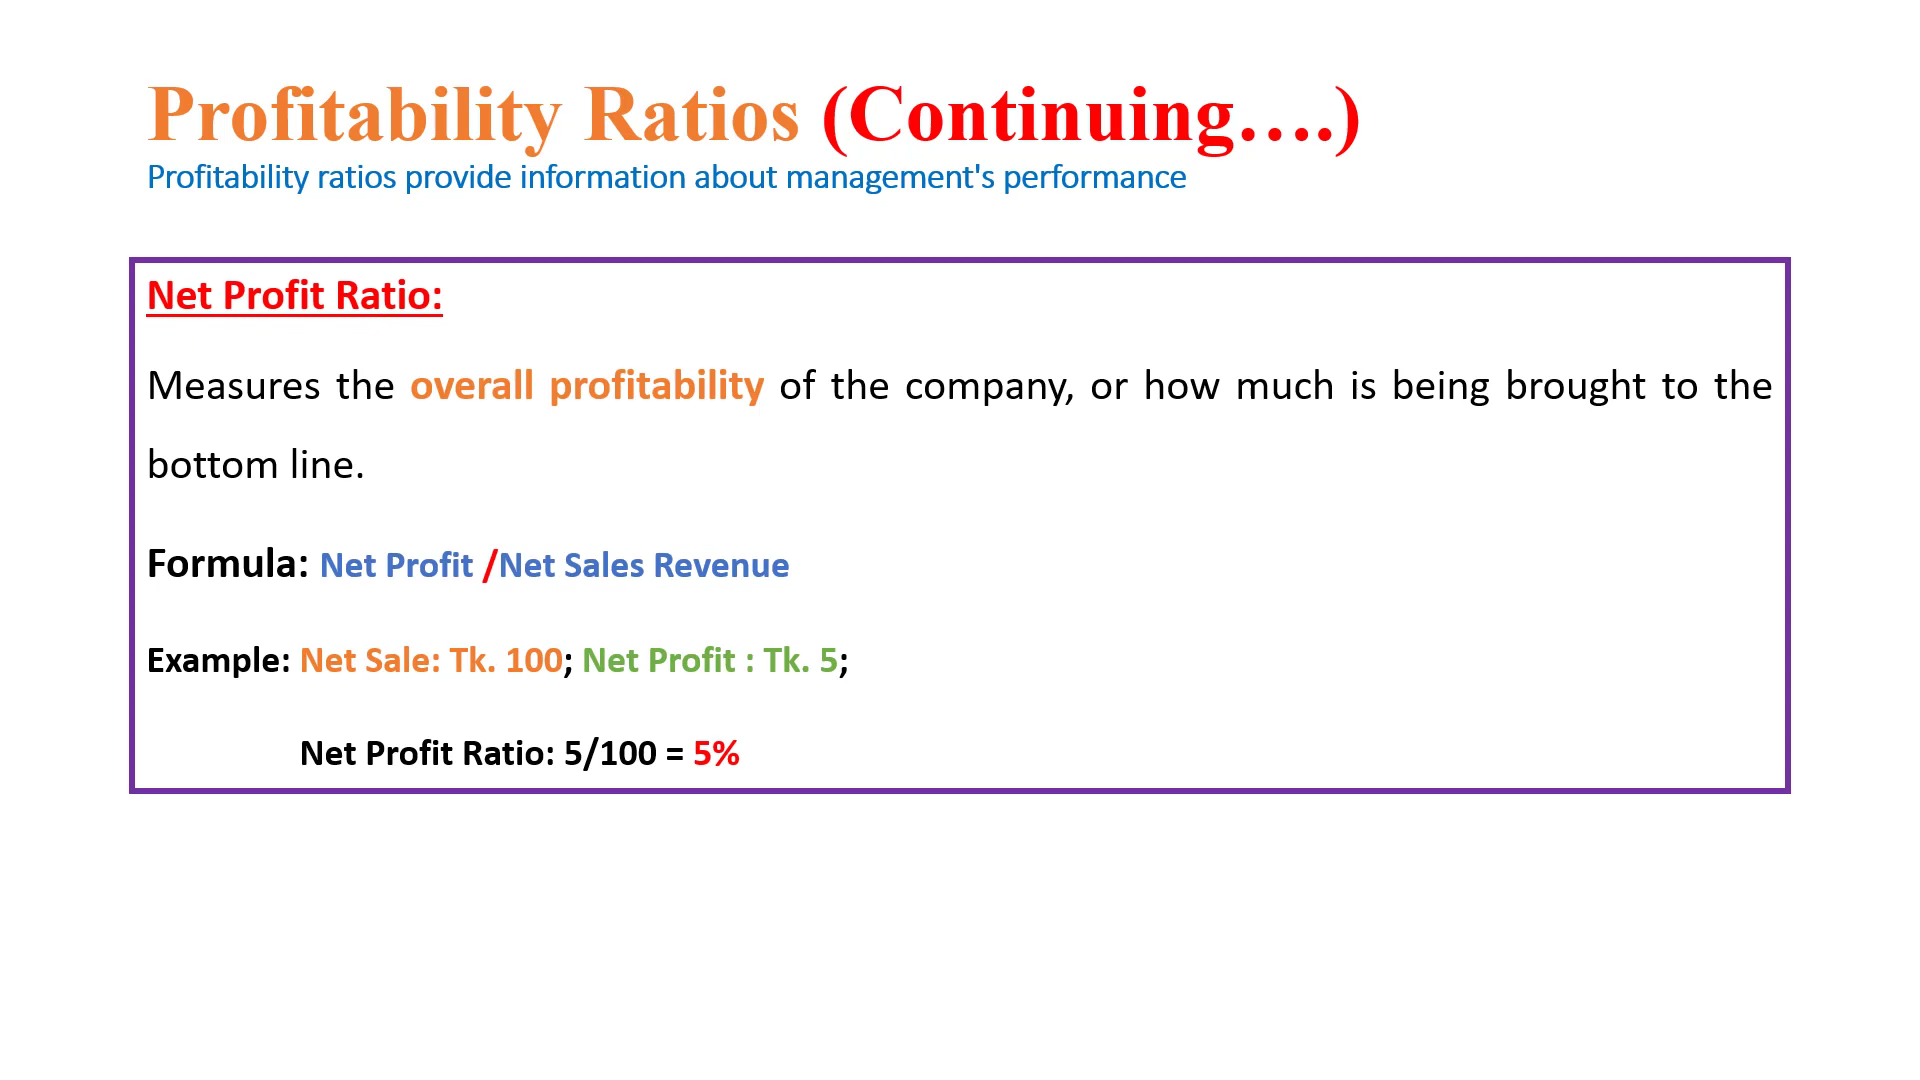 Profitability Ratios (Continuing….)
Profitability ratios provide information about management's performance
Net Profit Ratio:
Measures the overall profitability of the company, or how much is being brought to the
bottom line.
Formula: Net Profit /Net Sales Revenue
Example: Net Sale: Tk. 100; Net Profit : Tk. 5;
Net Profit Ratio: 5/100 = 5%